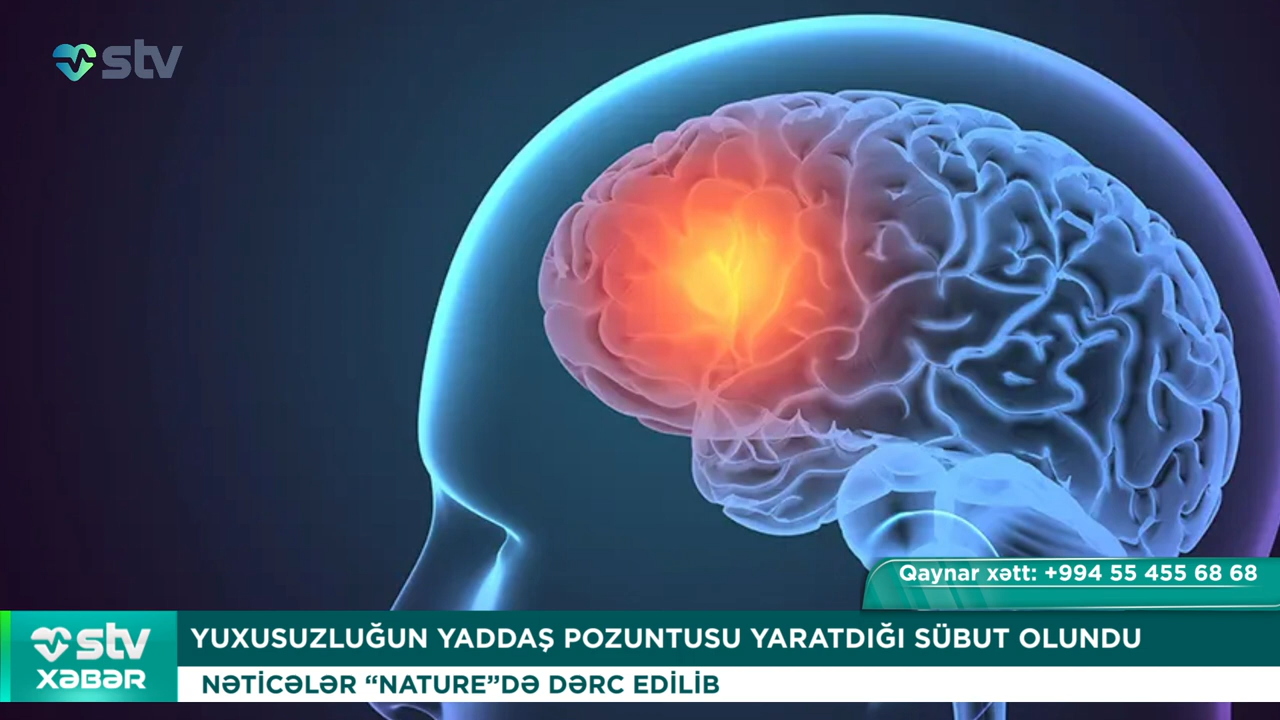 stv
Qaynar xətt: +994 55 455 68 68
stv
XƏBƏR
YUXUSUZLUĞUN YADDAŞ POZUNTUSU YARATDIĞI SÜBUT OLUNDU
NƏTİCƏLƏR “NATURE”DƏ DƏRC EDİLİB